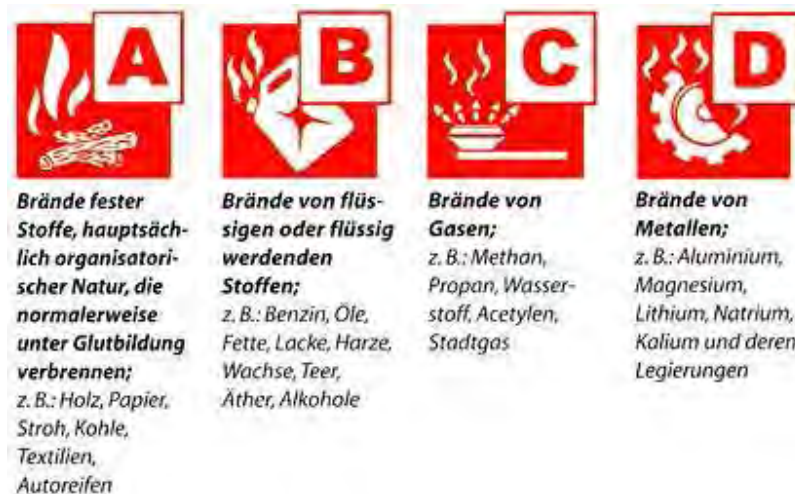 A
Brände fester
Stoffe, hauptsäch-
lich organisatori-
scher Natur, die
normalerweise
unter Glutbildung
verbrennen;
z. B.: Holz, Papier,
Stroh, Kohle,
Textilien,
Autoreifen
B
Brände von flüs-
sigen oder flüssig
werdenden
Stoffen;
z. B.: Benzin, Öle,
Fette, Lacke, Harze,
Wachse, Teer,
Äther, Alkohole
C
Brände von
Gasen;
z. B.: Methan,
Propan, Wasser-
stoff, Acetylen,
Stadtgas
D
Brände von
Metallen;
z. B.: Aluminium,
Magnesium,
Lithium, Natrium,
Kalium und deren
Legierungen